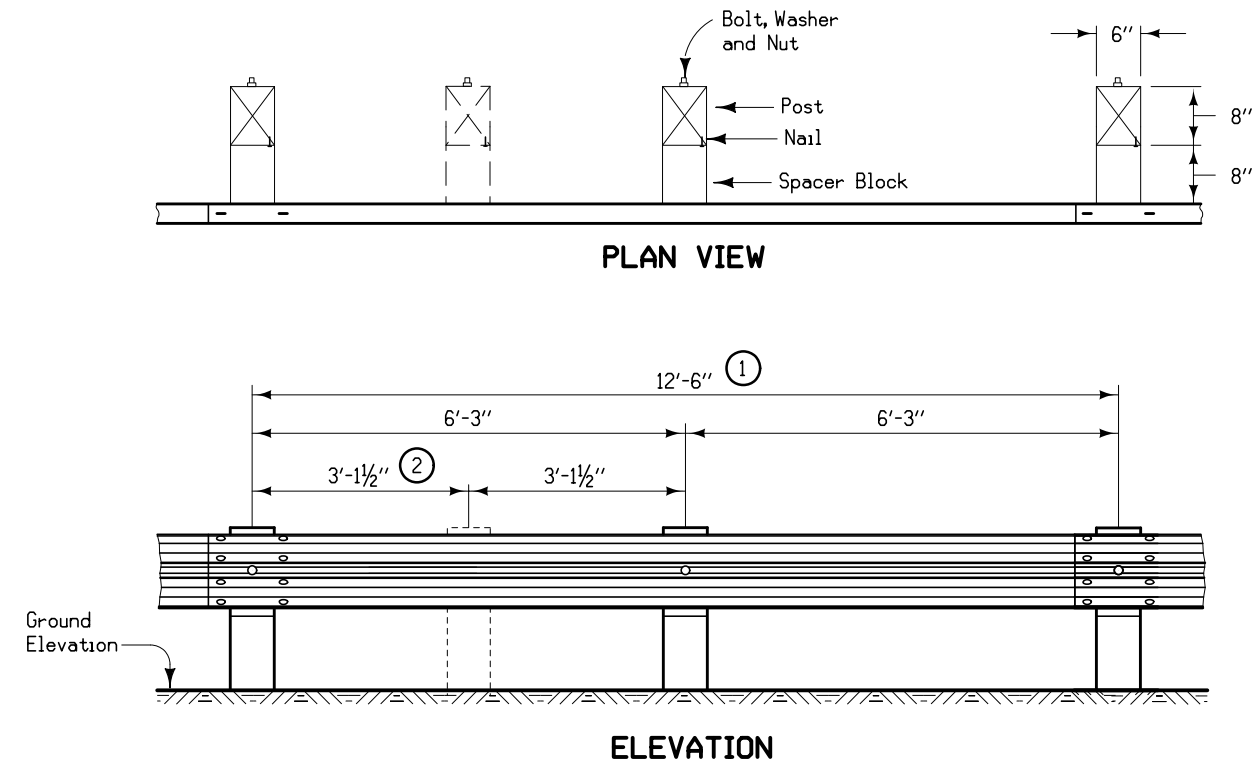 Bolt, Washer
and Nut
6"
Post
8"
Nail
8"
Spacer Block
PLAN VIEW
12'-6" 1
6'-3" 6'-3"
3'-1½" 2 3'-1½"
Ground
Elevation
ELEVATION